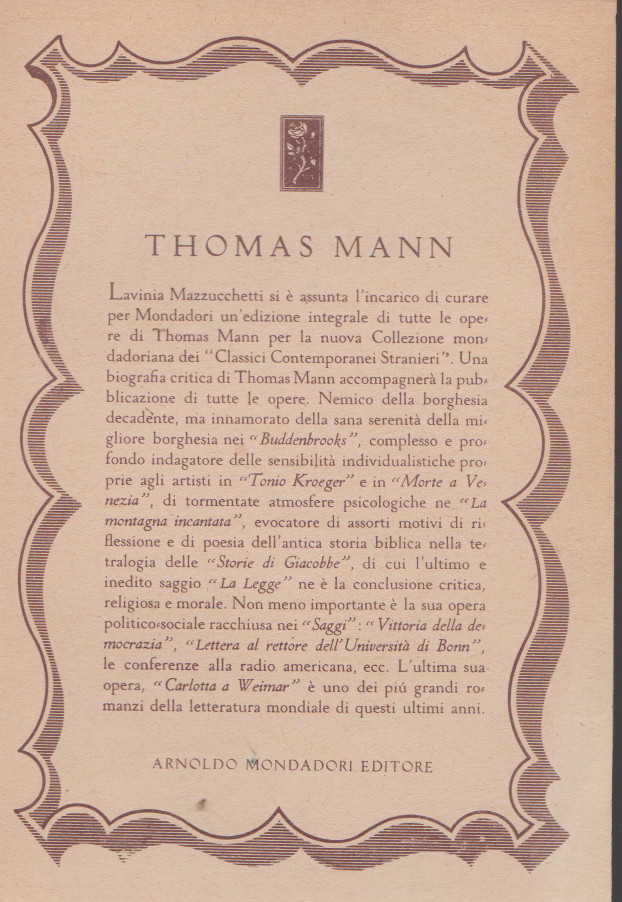 THOMAS MANN
Lavinia Mazzucchetti si è assunta l'incarico di curare
per Mondadori un'edizione integrale di tutte le ope-
re di Thomas Mann per la nuova Collezione mon-
dadoriana dei "Classici Contemporanei Stranieri". Una
biografia critica di Thomas Mann accompagnerà la pub-
blicazione di tutte le opere. Nemico della borghesia
decadente, ma innamorato della sana serenità della mi-
gliore borghesia nei "Buddenbrooks", complesso e pro-
fondo indagatore delle sensibilità individualistiche pro-
prie agli artisti in "Tonio Kroeger" e in "Morte a Ve-
nezia", di tormentate atmosfere psicologiche ne "La
montagna incantata", evocatore di assorti motivi di ri-
flessione e di poesia dell'antica storia biblica nella te-
tralogia delle "Storie di Giacobbe", di cui l'ultimo e
inedito saggio "La Legge" ne è la conclusione critica,
religiosa e morale. Non meno importante è la sua opera
politico-sociale racchiusa nei "Saggi": "Vittoria della de-
mocrazia", "Lettera al rettore dell'Università di Bonn",
le conferenze alla radio americana, ecc. L'ultima sua
opera, "Carlotta a Weimar" è uno dei piú grandi ro-
manzi della letteratura mondiale di questi ultimi anni.
ARNOLDO MONDADORI EDITORE